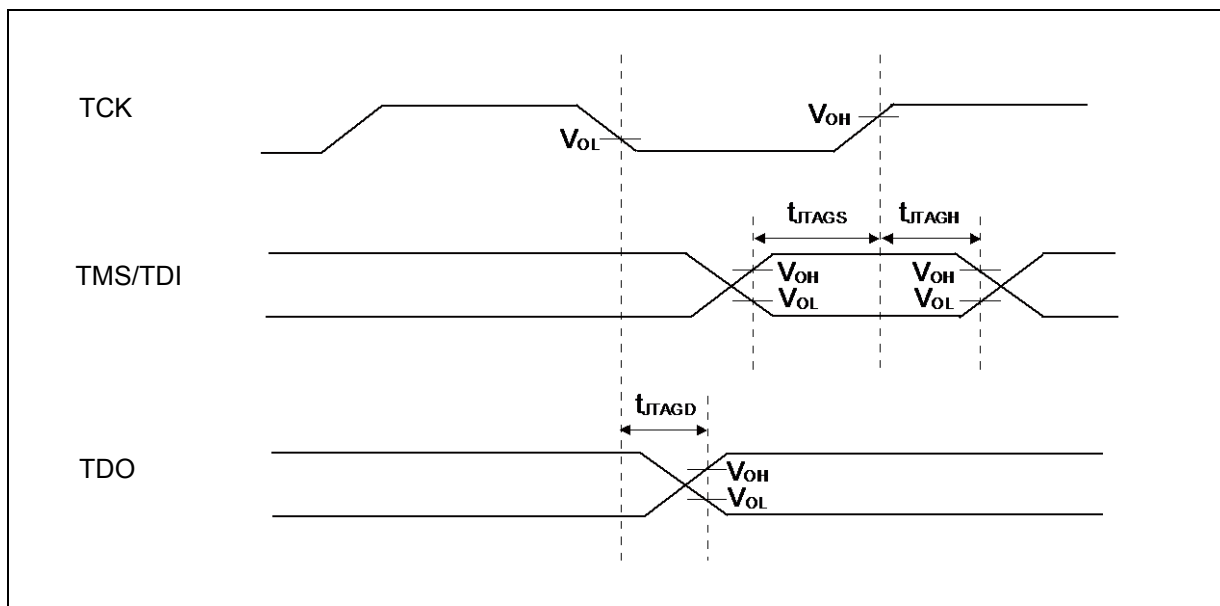 TCK
VOL
VOH
tJTAGS
tJTAGH
TMS/TDI
VOH
VOL
VOH
VOL
tJTAGD
TDO
VOH
VOL